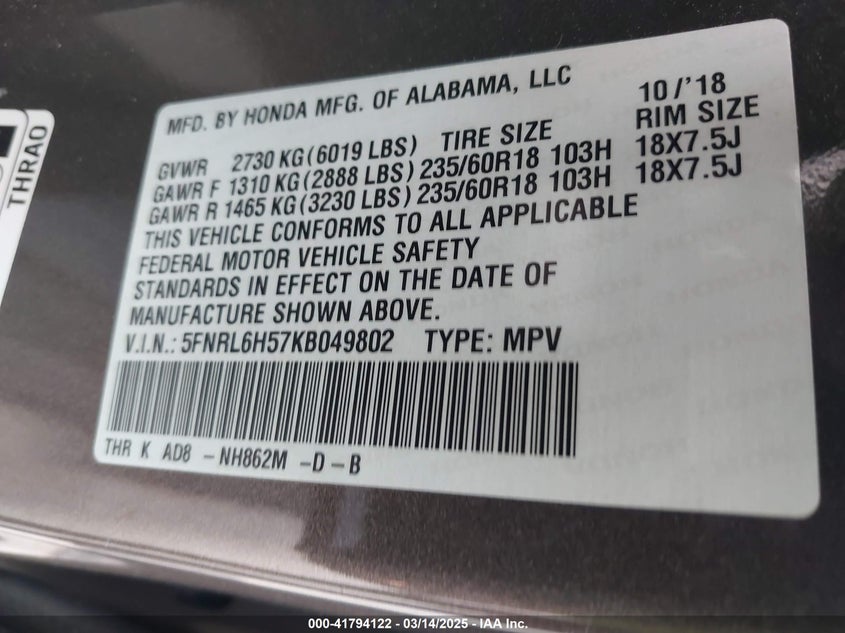 MFD. BY HONDA MFG. OF ALABAMA, LLC 10/'18
GVWR 2730 KG (6019 LBS) TIRE SIZE RIM SIZE
GAWR F 1310 KG (2888 LBS) 235/60R18 103H 18X7.5J
GAWR R 1465 KG (3230 LBS) 235/60R18 103H 18X7.5J
THIS VEHICLE CONFORMS TO ALL APPLICABLE
FEDERAL MOTOR VEHICLE SAFETY
STANDARDS IN EFFECT ON THE DATE OF
MANUFACTURE SHOWN ABOVE.
V.I.N.: 5FNRL6H57KB049802 TYPE: MPV
THR K AD8 - NH862M - D - B
THRA0
000-41794122 - 03/14/2025 - IAA Inc.